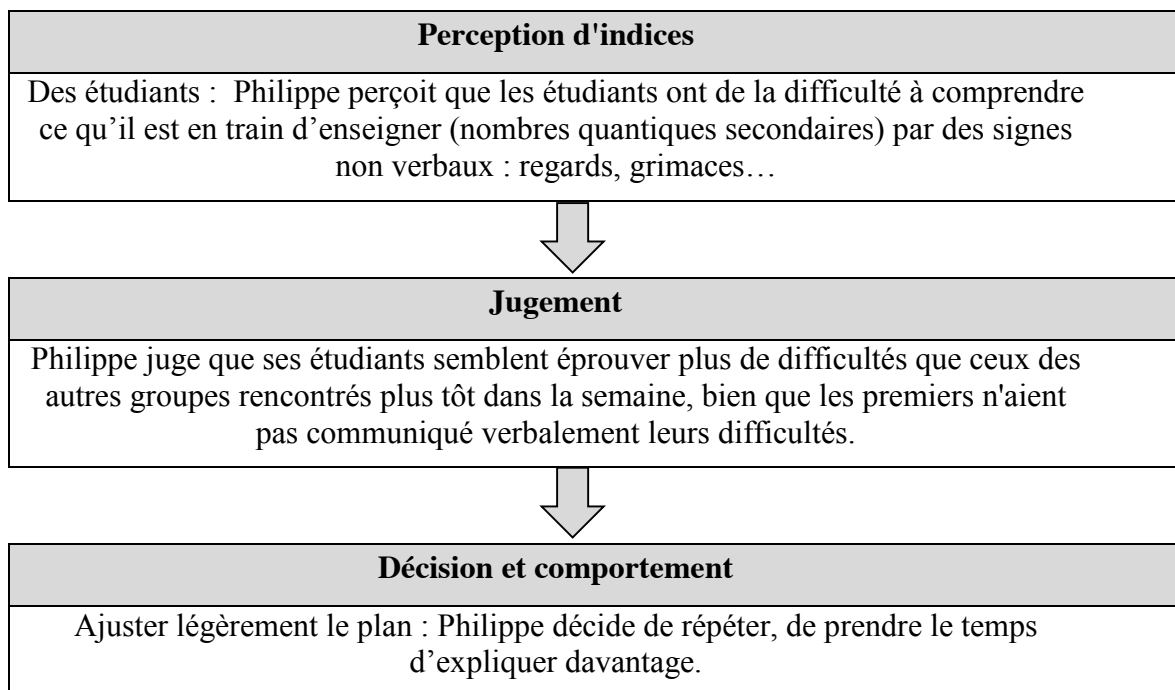 Perception d'indices
Des étudiants :  Philippe perçoit que les étudiants ont de la difficulté à comprendre
ce qu'il est en train d’enseigner (nombres quantiques secondaires) par des signes
non verbaux : regards, grimaces…
Jugement
Philippe juge que ses étudiants semblent éprouver plus de difficultés que ceux des
autres groupes rencontrés plus tôt dans la semaine, bien que les premiers n'aient
pas communiqué verbalement leurs difficultés.
Décision et comportement
Ajuster légèrement le plan : Philippe décide de répéter, de prendre le temps
d’expliquer davantage.